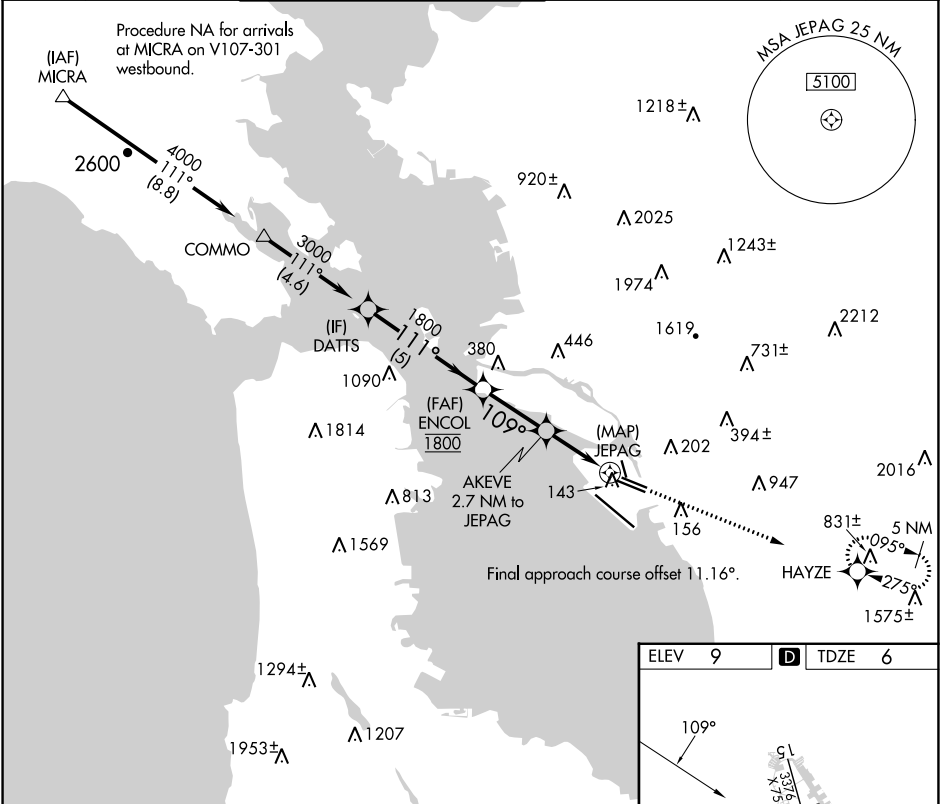 Procedure NA for arrivals
at MICRA on V107-301
westbound.
(IAF)
MICRA
MSA JEPAG 25 NM
5100
1218±
2600
4000
111°
(8.8)
920±
2025
COMMO
3000
111°
(4.6)
1243±
1974
(IF)
DATTS
1800
111°
(5)
1619
2212
380
446
731±
1090
(FAF)
ENCOL
1800
109°
1814
(MAP)
JEPAG
202
394±
2016
AKEVE
2.7 NM to
JEPAG
143
947
813
156
831±
5 NM
095°
1569
Final approach course offset 11.16°.
HAYZE
275°
1575±
ELEV 9
D
TDZE 6
1294±
109°
1207
1953±
15
3376
X 75